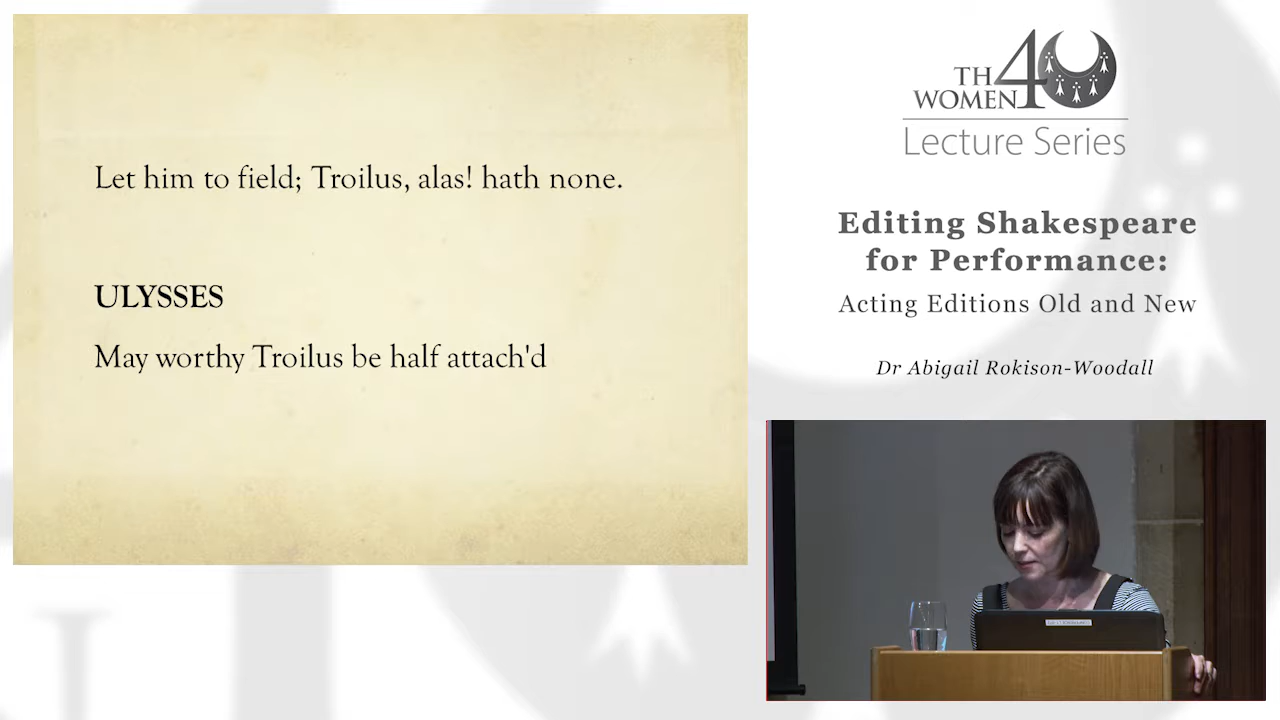 Let him to field; Troilus, alas! hath none.
ULYSSES
May worthy Troilus be half attach'd
TH40
WOMEN
Lecture Series
Editing Shakespeare
for Performance:
Acting Editions Old and New
Dr Abigail Rokison-Woodall